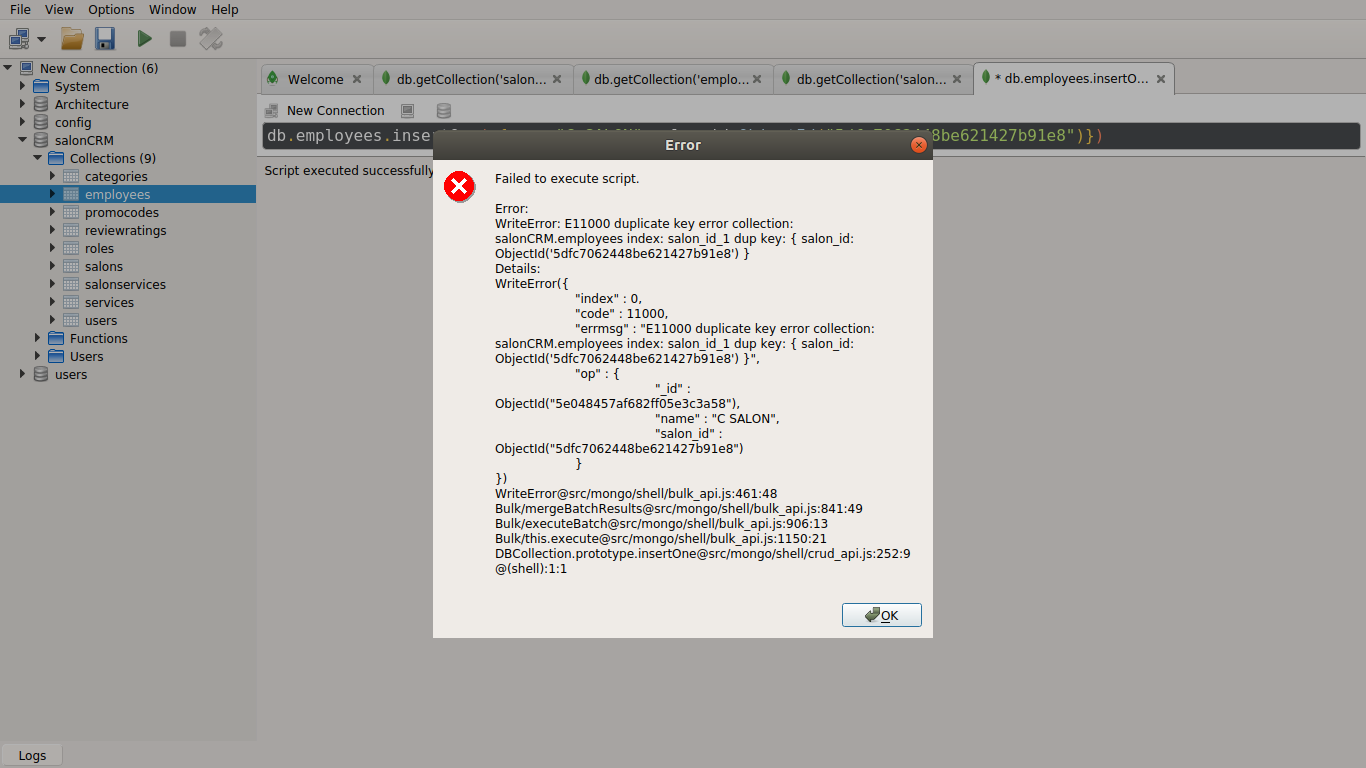 File View Options Window Help
New Connection (6)
System
Architecture
config
salonCRM
Collections (9)
categories
employees
promocodes
reviewratings
roles
salons
salonservices
services
users
Functions
Users
users
Logs
Welcome
db.getCollection('salon...
db.getCollection('emplo...
db.getCollection('salon...
* db.employees.insertO...
New Connection
8be621427b91e8")})
Script executed successfully
Error
Failed to execute script.
Error:
WriteError: E11000 duplicate key error collection:
salonCRM.employees index: salon_id_1 dup key: { salon_id:
ObjectId('5dfc7062448be621427b91e8') }
Details:
WriteError({
"index" : 0,
"code" : 11000,
"errmsg" : "E11000 duplicate key error collection:
salonCRM.employees index: salon_id_1 dup key: { salon_id:
ObjectId('5dfc7062448be621427b91e8') }",
"op" : {
"_id" :
ObjectId("5e048457af682ff05e3c3a58"),
"name" : "C SALON",
"salon_id" :
ObjectId("5dfc7062448be621427b91e8")
}
})
WriteError@src/mongo/shell/bulk_api.js:461:48
Bulk/mergeBatchResults@src/mongo/shell/bulk_api.js:841:49
Bulk/executeBatch@src/mongo/shell/bulk_api.js:906:13
Bulk/this.execute@src/mongo/shell/bulk_api.js:1150:21
DBCollection.prototype.insertOne@src/mongo/shell/crud_api.js:252:9
@(shell):1:1
OK